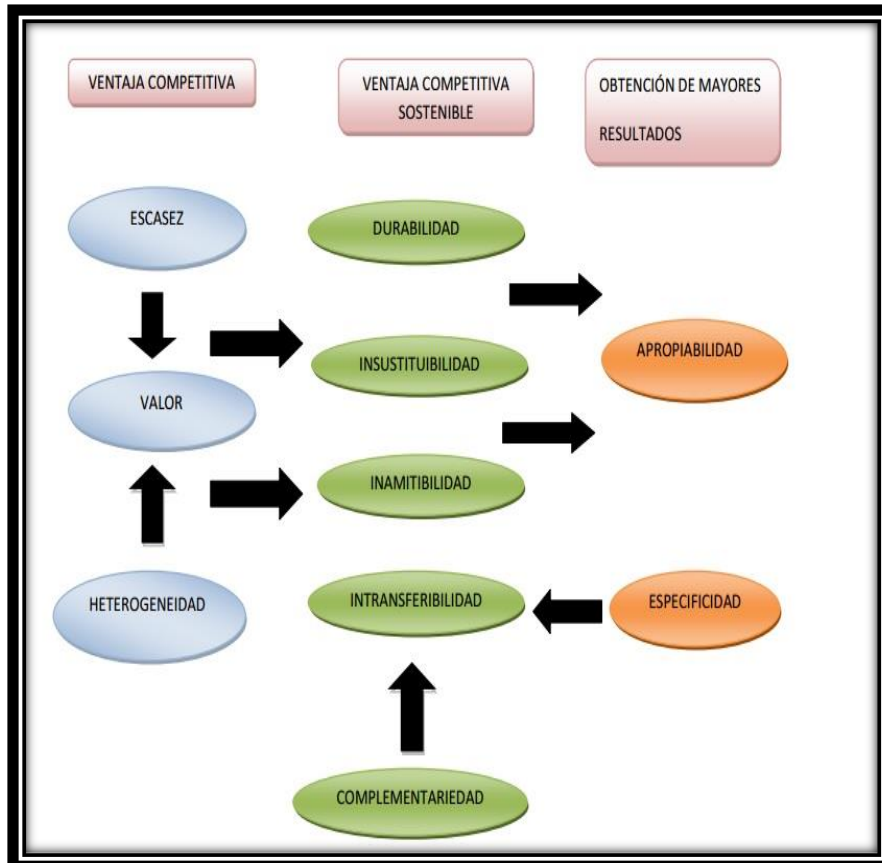 VENTAJA COMPETITIVA
VENTAJA COMPETITIVA
SOSTENIBLE
OBTENCIÓN DE MAYORES
RESULTADOS
ESCASEZ
DURABILIDAD
INSUSTITUIBILIDAD
APROPIABILIDAD
VALOR
INAMITIBILIDAD
HETEROGENEIDAD
INTRANSFERIBILIDAD
ESPECIFICIDAD
COMPLEMENTARIEDAD